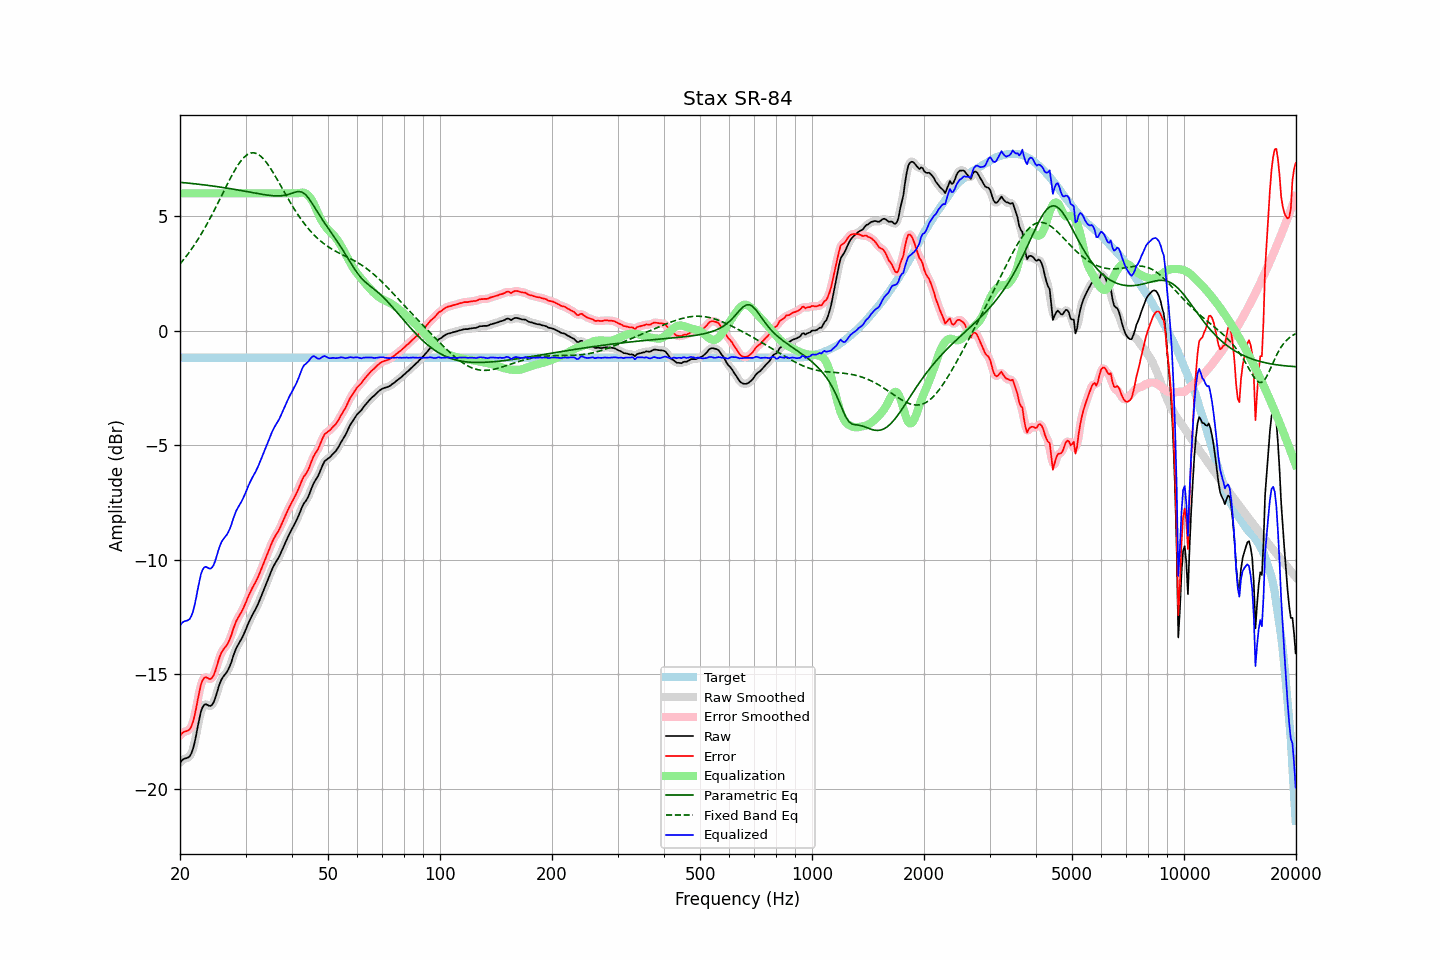 Stax SR-84
Amplitude (dBr)
5
0
−5
−10
−15
−20
Target
Raw Smoothed
Error Smoothed
Raw
Error
Equalization
Parametric Eq
Fixed Band Eq
Equalized
20 50 100 200 500 1000 2000 5000 10000 20000
Frequency (Hz)